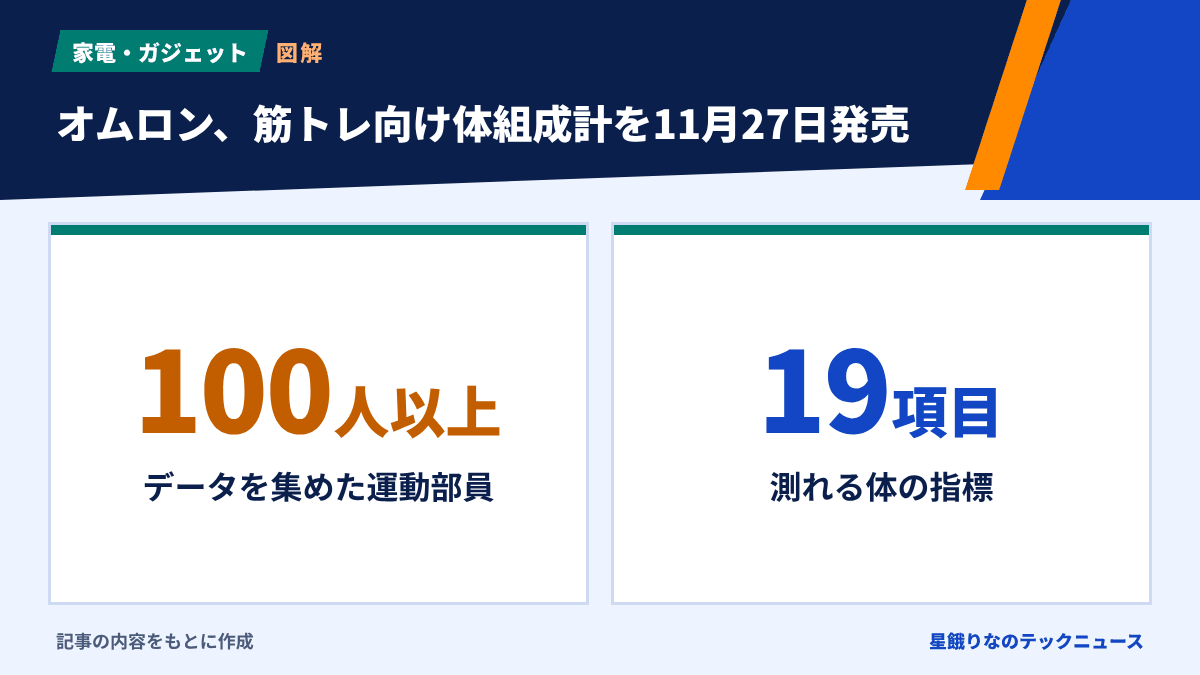 家電・ガジェット 図解
オムロン、筋トレ向け体組成計を11月27日発売
100人以上
データを集めた運動部員
19項目
測れる体の指標
記事の内容をもとに作成
星餓りなのテックニュース